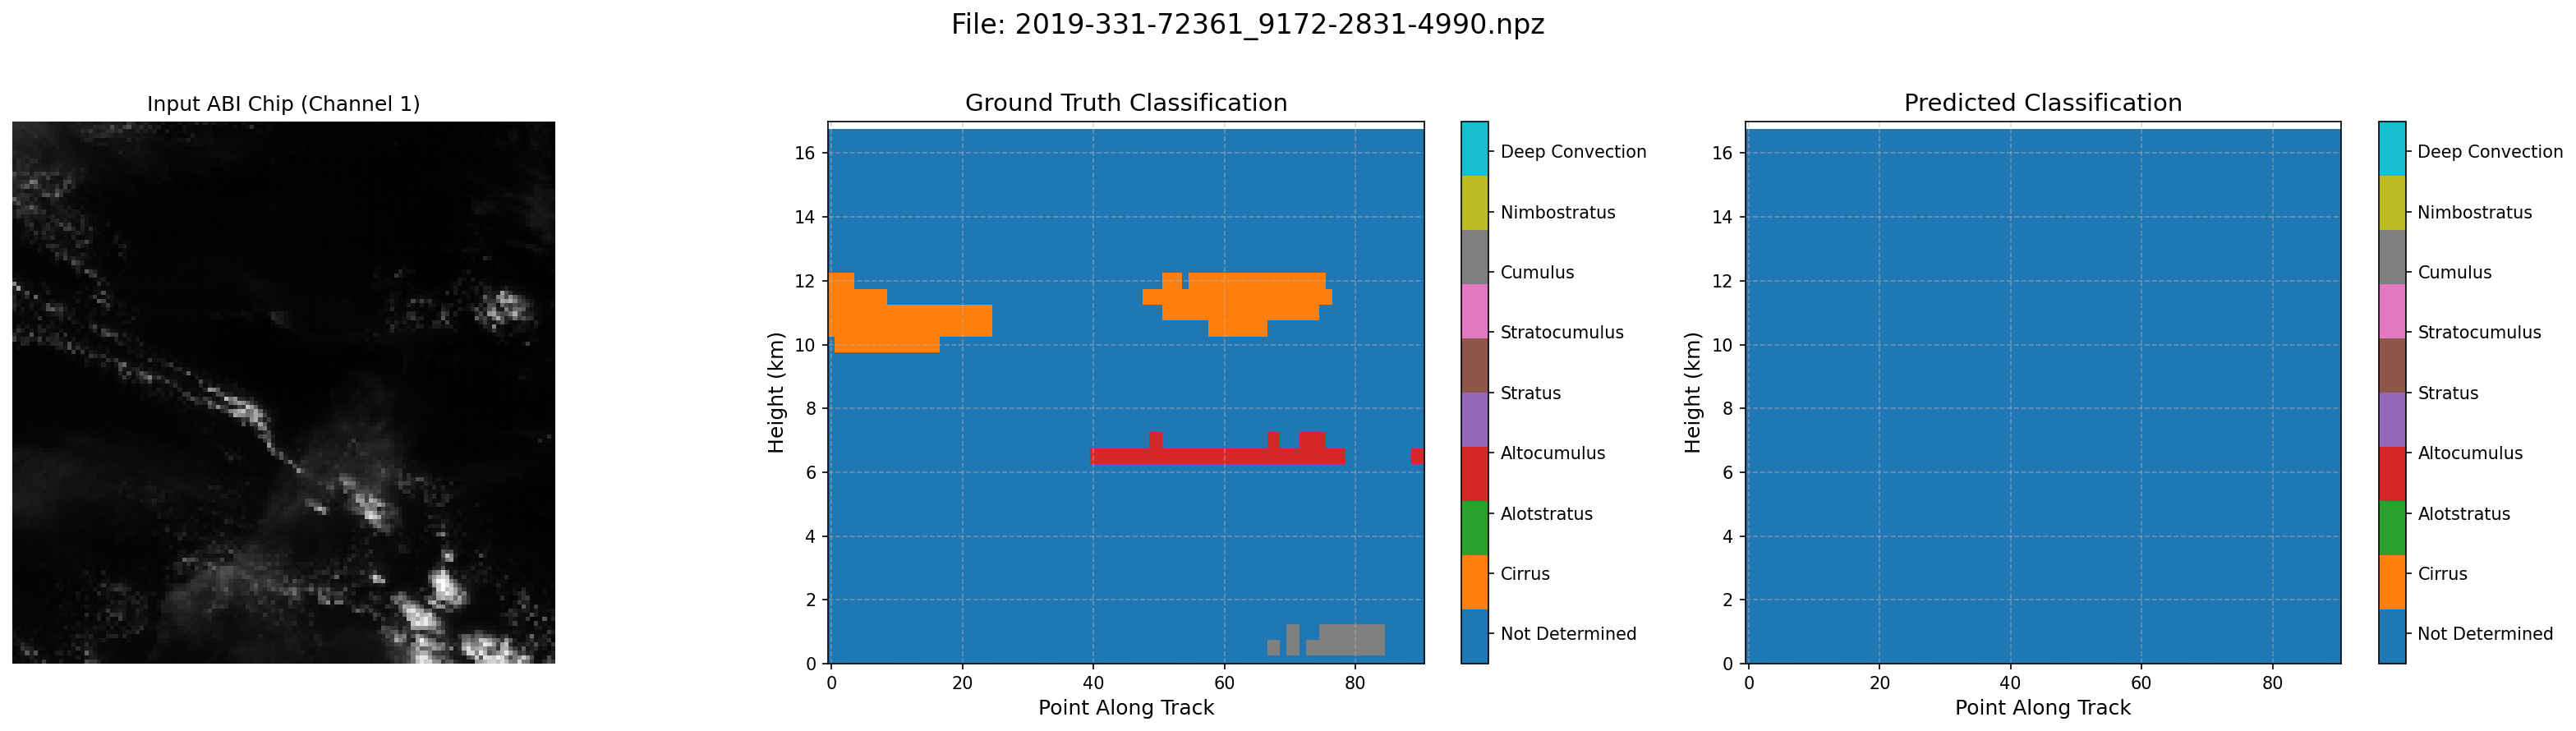 File: 2019-331-72361_9172-2831-4990.npz
Input ABI Chip (Channel 1)
Ground Truth Classification
Height (km)
16
14
12
10
8
6
4
2
0
0 20 40 60 80
Point Along Track
Deep Convection
Nimbostratus
Cumulus
Stratocumulus
Stratus
Altocumulus
Alotstratus
Cirrus
Not Determined
Predicted Classification
Height (km)
16
14
12
10
8
6
4
2
0
0 20 40 60 80
Point Along Track
Deep Convection
Nimbostratus
Cumulus
Stratocumulus
Stratus
Altocumulus
Alotstratus
Cirrus
Not Determined